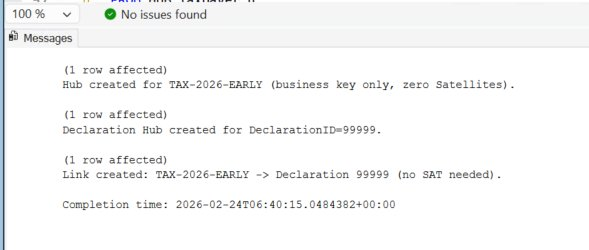 100 %
No issues found
Messages
(1 row affected)
Hub created for TAX-2026-EARLY (business key only, zero Satellites).
(1 row affected)
Declaration Hub created for DeclarationID=99999.
(1 row affected)
Link created: TAX-2026-EARLY -> Declaration 99999 (no SAT needed).
Completion time: 2026-02-24T06:40:15.0484382+00:00